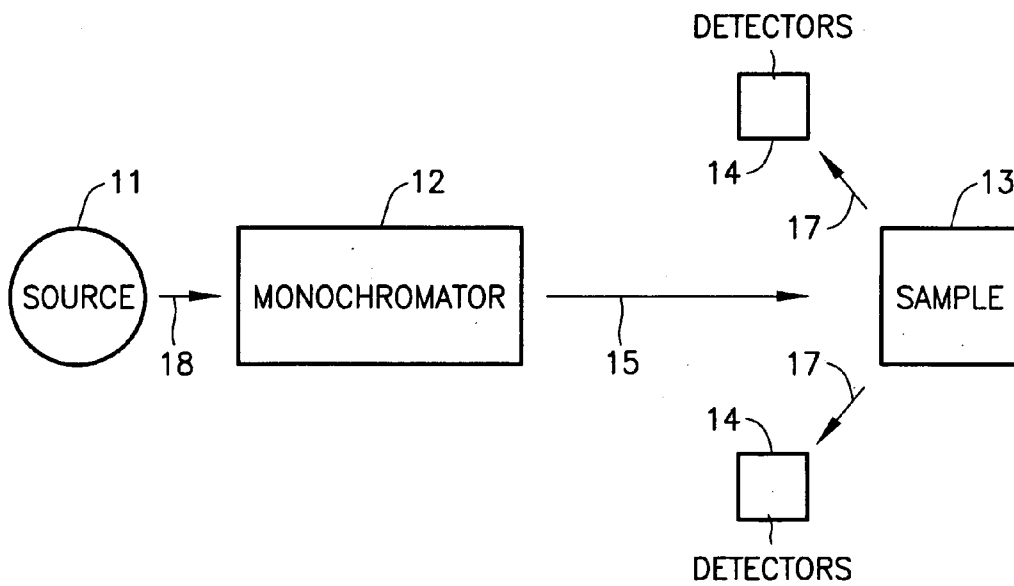 DETECTORS
14
17
11
12
13
SOURCE
MONOCHROMATOR
SAMPLE
18
15
17
14
DETECTORS